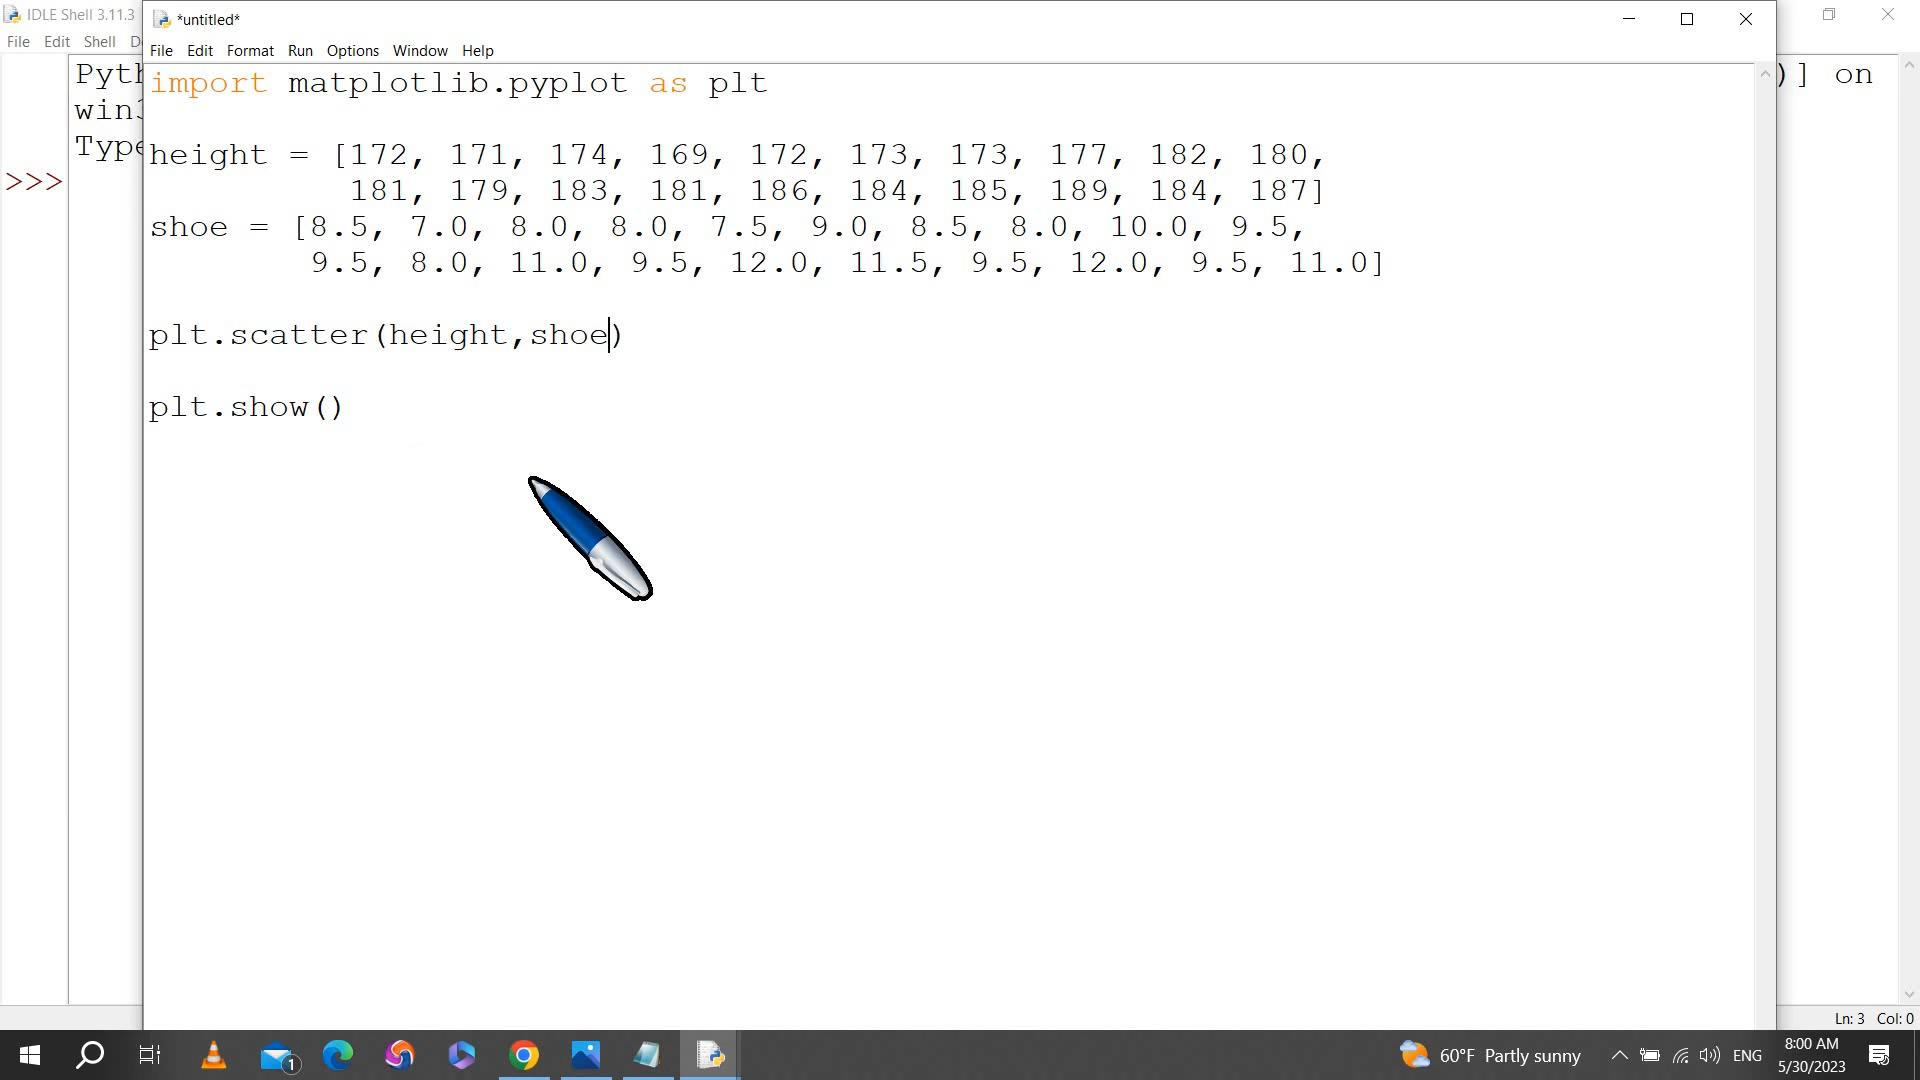 IDLE Shell 3.11.3
File Edit Shell
*untitled*
File Edit Format Run Options Window Help
)] on
>>>
import matplotlib.pyplot as plt
height = [172, 171, 174, 169, 172, 173, 173, 177, 182, 180,
181, 179, 183, 181, 186, 184, 185, 189, 184, 187]
shoe = [8.5, 7.0, 8.0, 8.0, 7.5, 9.0, 8.5, 8.0, 10.0, 9.5,
9.5, 8.0, 11.0, 9.5, 12.0, 11.5, 9.5, 12.0, 9.5, 11.0]
plt.scatter(height,shoe)
plt.show()
Ln: 3 Col: 0
1
60°F Partly sunny
ENG
8:00 AM
5/30/2023